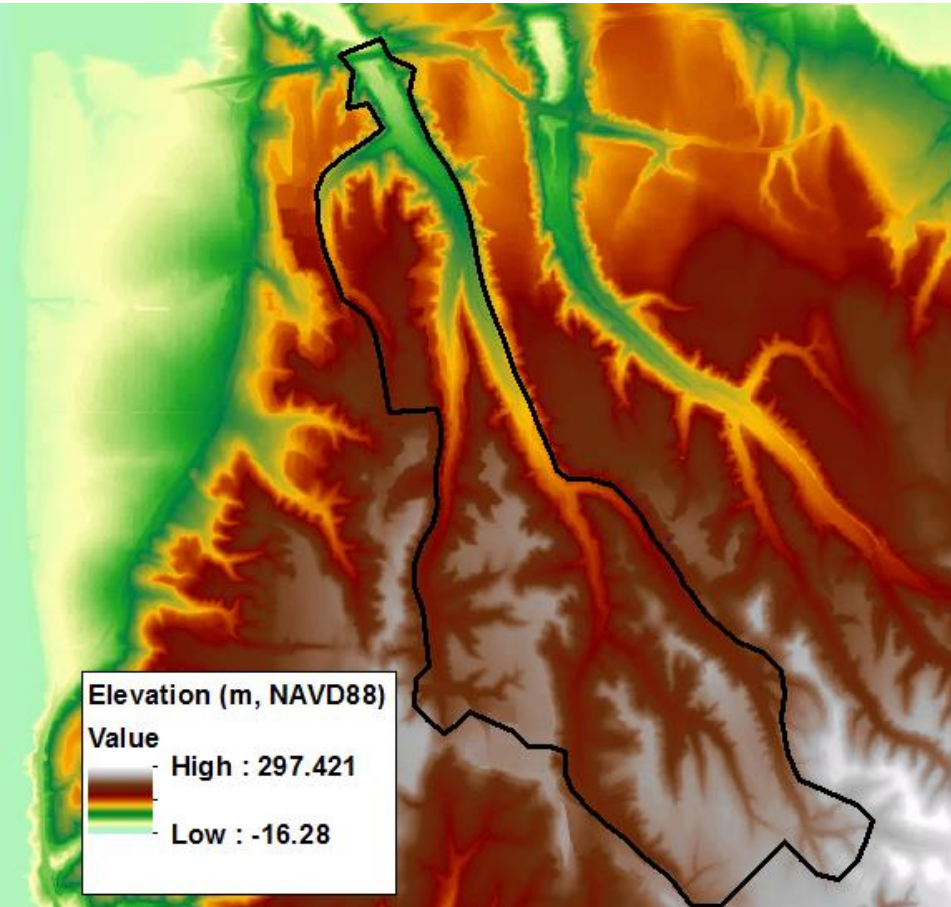 Elevation (m, NAVD88)
Value
High : 297.421
Low : -16.28